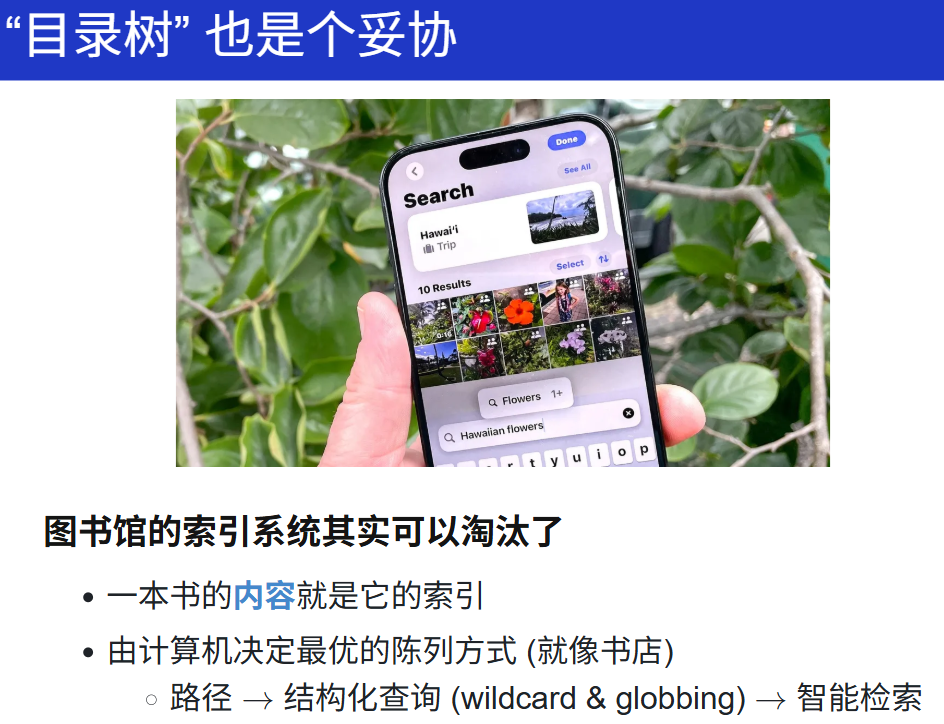 “目录树” 也是个妥协
Done
See All
Search
Hawai‘i
Trip
Select
10 Results
0:16
Flowers 1+
Hawaiian flowers
r t y u i o p
图书馆的索引系统其实可以淘汰了
一本书的内容就是它的索引
由计算机决定最优的陈列方式 (就像书店)
路径 → 结构化查询 (wildcard & globbing) → 智能检索